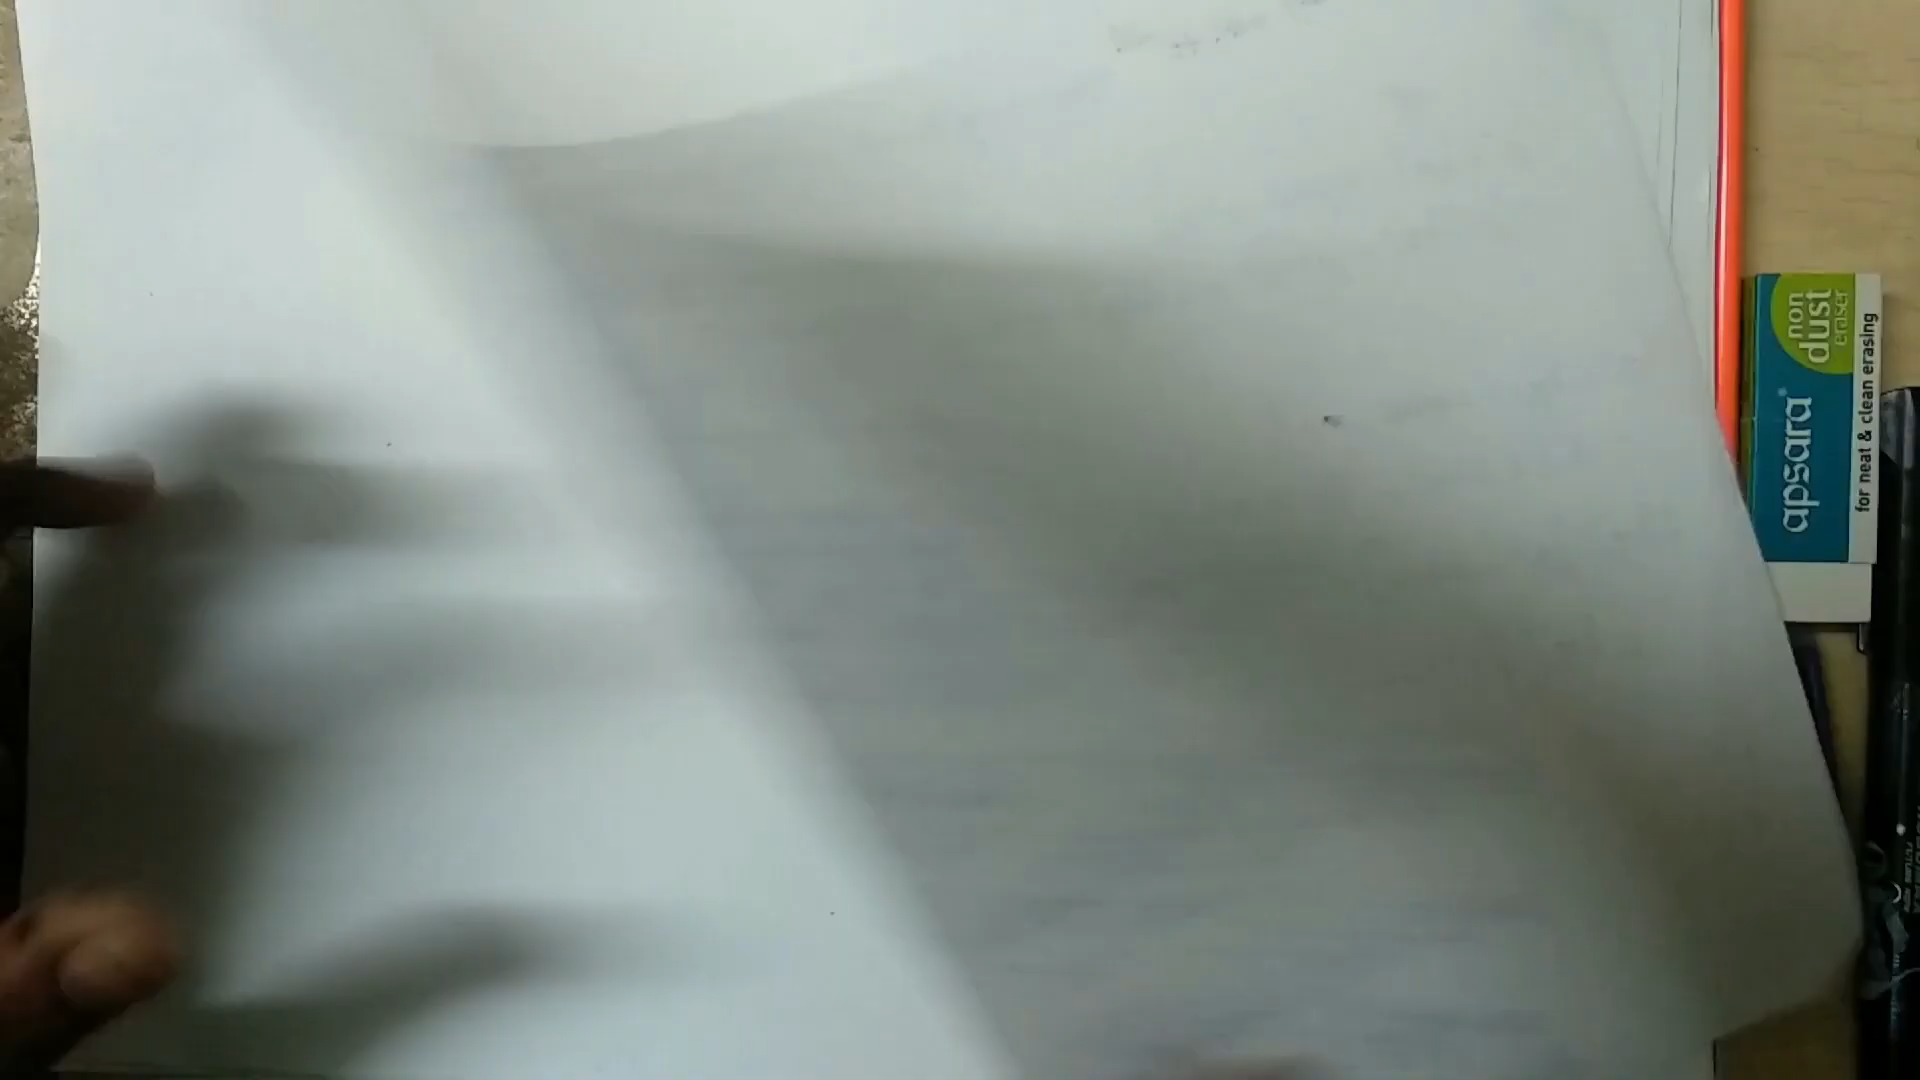 non
dust
eraser
apsara
for neat & clean erasing